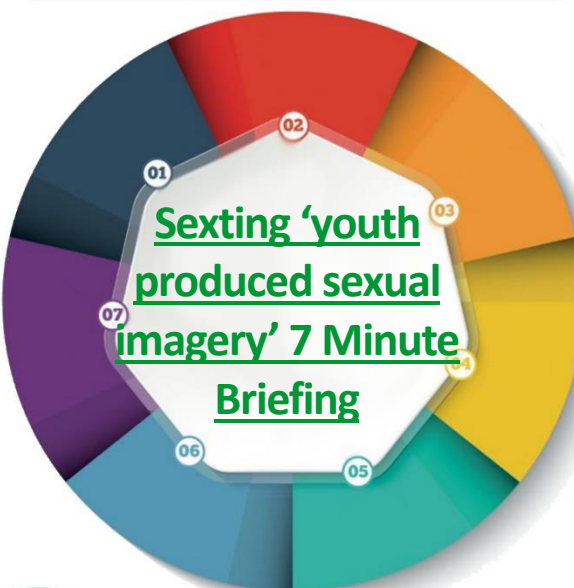 02
01
03
Sexting ‘youth
produced sexual
imagery’ 7 Minute
Briefing
07
04
06
05